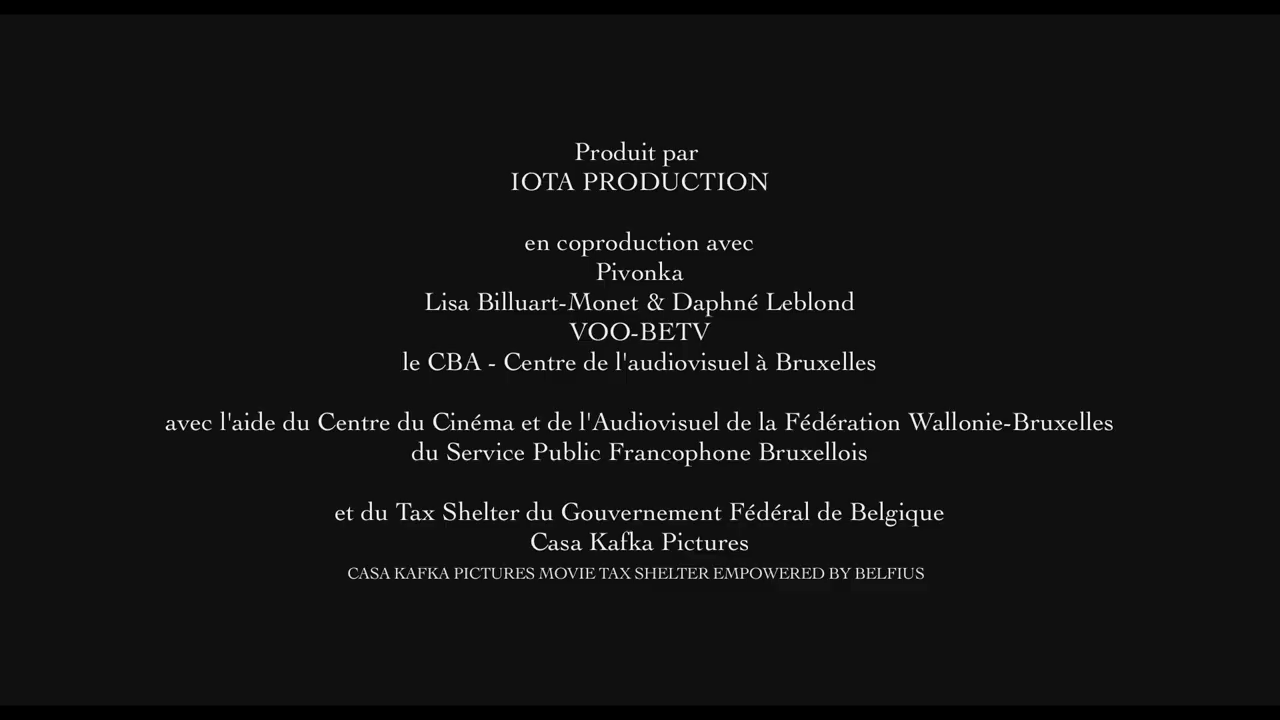 Produit par
IOTA PRODUCTION
en coproduction avec
Pivonka
Lisa Billuart-Monet & Daphné Leblond
VOO-BETV
le CBA - Centre de l'audiovisuel à Bruxelles
avec l'aide du Centre du Cinéma et de l'Audiovisuel de la Fédération Wallonie-Bruxelles
du Service Public Francophone Bruxellois
et du Tax Shelter du Gouvernement Fédéral de Belgique
Casa Kafka Pictures
CASA KAFKA PICTURES MOVIE TAX SHELTER EMPOWERED BY BELFIUS